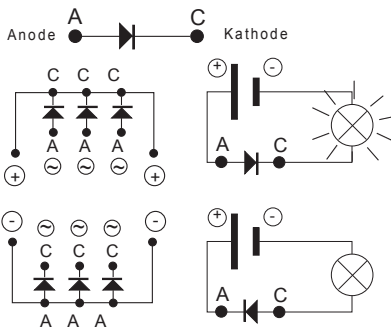 A C
Anode Kathode
C C C
A A A
~ ~ ~
+ +
+ -
A C
- ~ ~ ~ -
C C C
A A A
+ -
A C